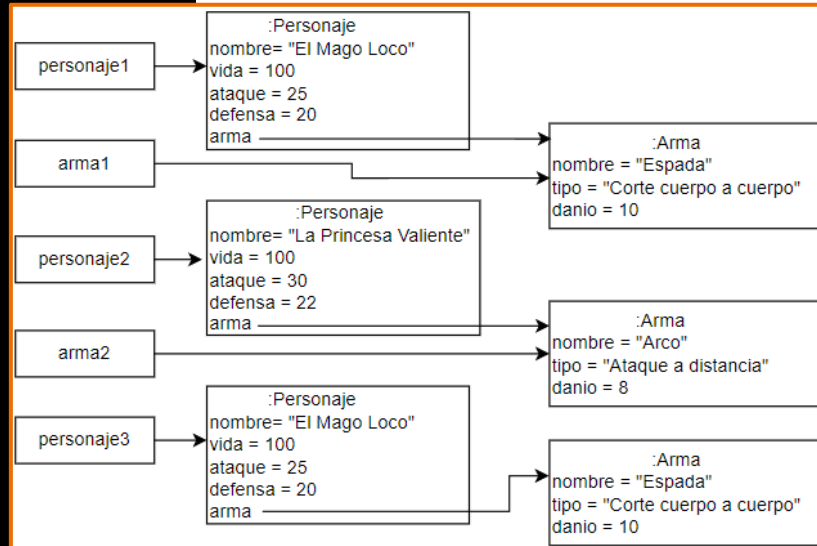 personaje1
:Personaje
nombre= "El Mago Loco"
vida = 100
ataque = 25
defensa = 20
arma
arma1
:Arma
nombre = "Espada"
tipo = "Corte cuerpo a cuerpo"
danio = 10
personaje2
:Personaje
nombre= "La Princesa Valiente"
vida = 100
ataque = 30
defensa = 22
arma
arma2
:Arma
nombre = "Arco"
tipo = "Ataque a distancia"
danio = 8
personaje3
:Personaje
nombre= "El Mago Loco"
vida = 100
ataque = 25
defensa = 20
arma
:Arma
nombre = "Espada"
tipo = "Corte cuerpo a cuerpo"
danio = 10